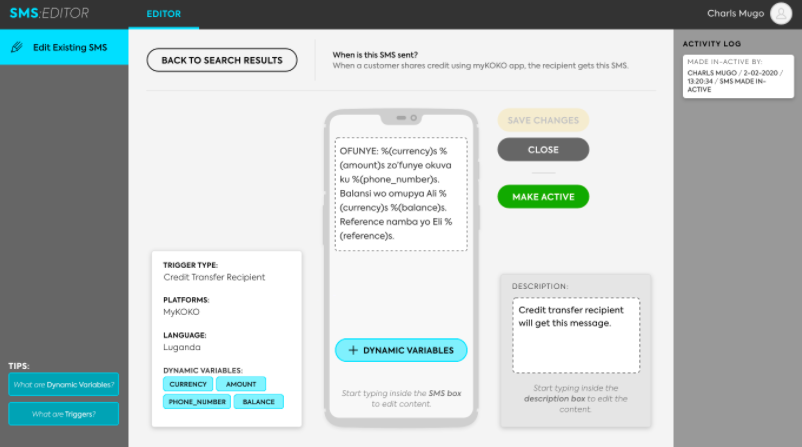 SMS:EDITOR
EDITOR
Charls Mugo
Edit Existing SMS
BACK TO SEARCH RESULTS
When is this SMS sent?
When a customer shares credit using myKOKO app, the recipient gets this SMS.
ACTIVITY LOG
MADE IN-ACTIVE BY:
CHARLS MUGO / 2-02-2020 /
13:20:34 / SMS MADE IN-
ACTIVE
OFUNYE: %(currency)s %
(amount)s zo'funye okuva
ku %(phone_number)s.
Balansi wo omupya Ali %
(currency)s %(balance)s.
Reference namba yo Eli %
(reference)s.
SAVE CHANGES
CLOSE
MAKE ACTIVE
TRIGGER TYPE:
Credit Transfer Recipient
PLATFORMS:
MyKOKO
LANGUAGE:
Luganda
DYNAMIC VARIABLES:
CURRENCY AMOUNT
PHONE_NUMBER BALANCE
+ DYNAMIC VARIABLES
Start typing inside the SMS box
to edit content.
DESCRIPTION:
Credit transfer recipient
will get this message.
Start typing inside the
description box to edit the
content.
TIPS:
What are Dynamic Variables?
What are Triggers?